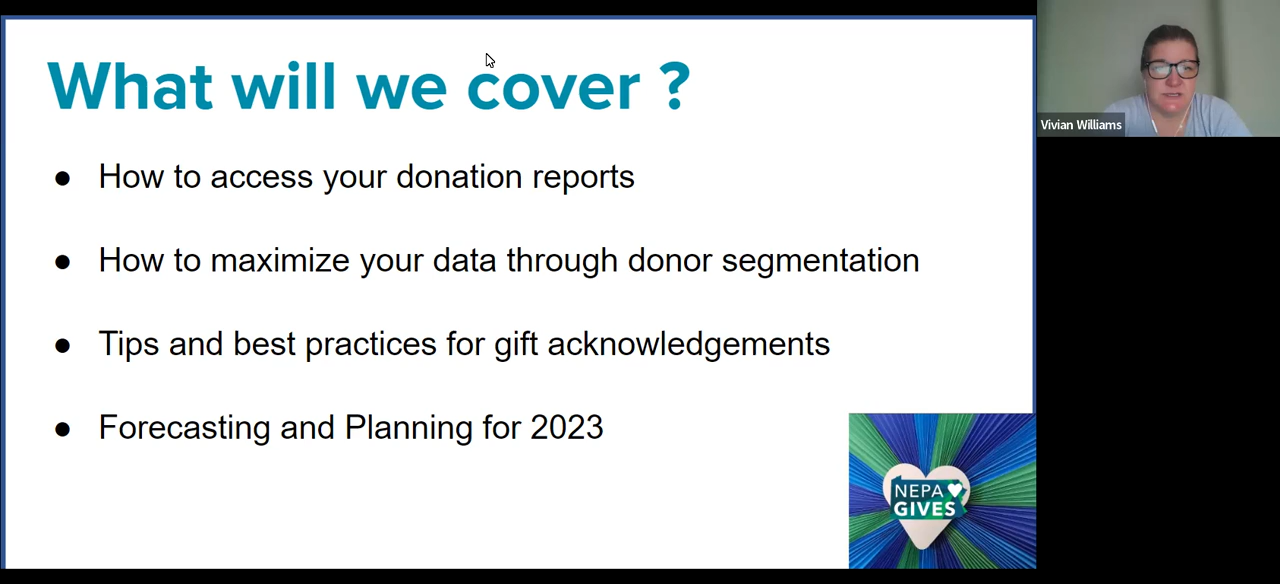 What will we cover ?
● How to access your donation reports
● How to maximize your data through donor segmentation
● Tips and best practices for gift acknowledgements
● Forecasting and Planning for 2023
NEPA
GIVES
Vivian Williams